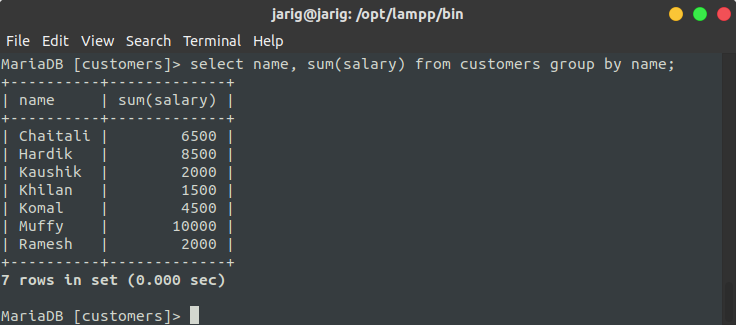 jarig@jarig: /opt/lampp/bin
File Edit View Search Terminal Help
MariaDB [customers]> select name, sum(salary) from customers group by name;
+----------+-------------+
| name     | sum(salary) |
+----------+-------------+
| Chaitali |        6500 |
| Hardik   |        8500 |
| Kaushik  |        2000 |
| Khilan   |        1500 |
| Komal    |        4500 |
| Muffy    |       10000 |
| Ramesh   |        2000 |
+----------+-------------+
7 rows in set (0.000 sec)
MariaDB [customers]>